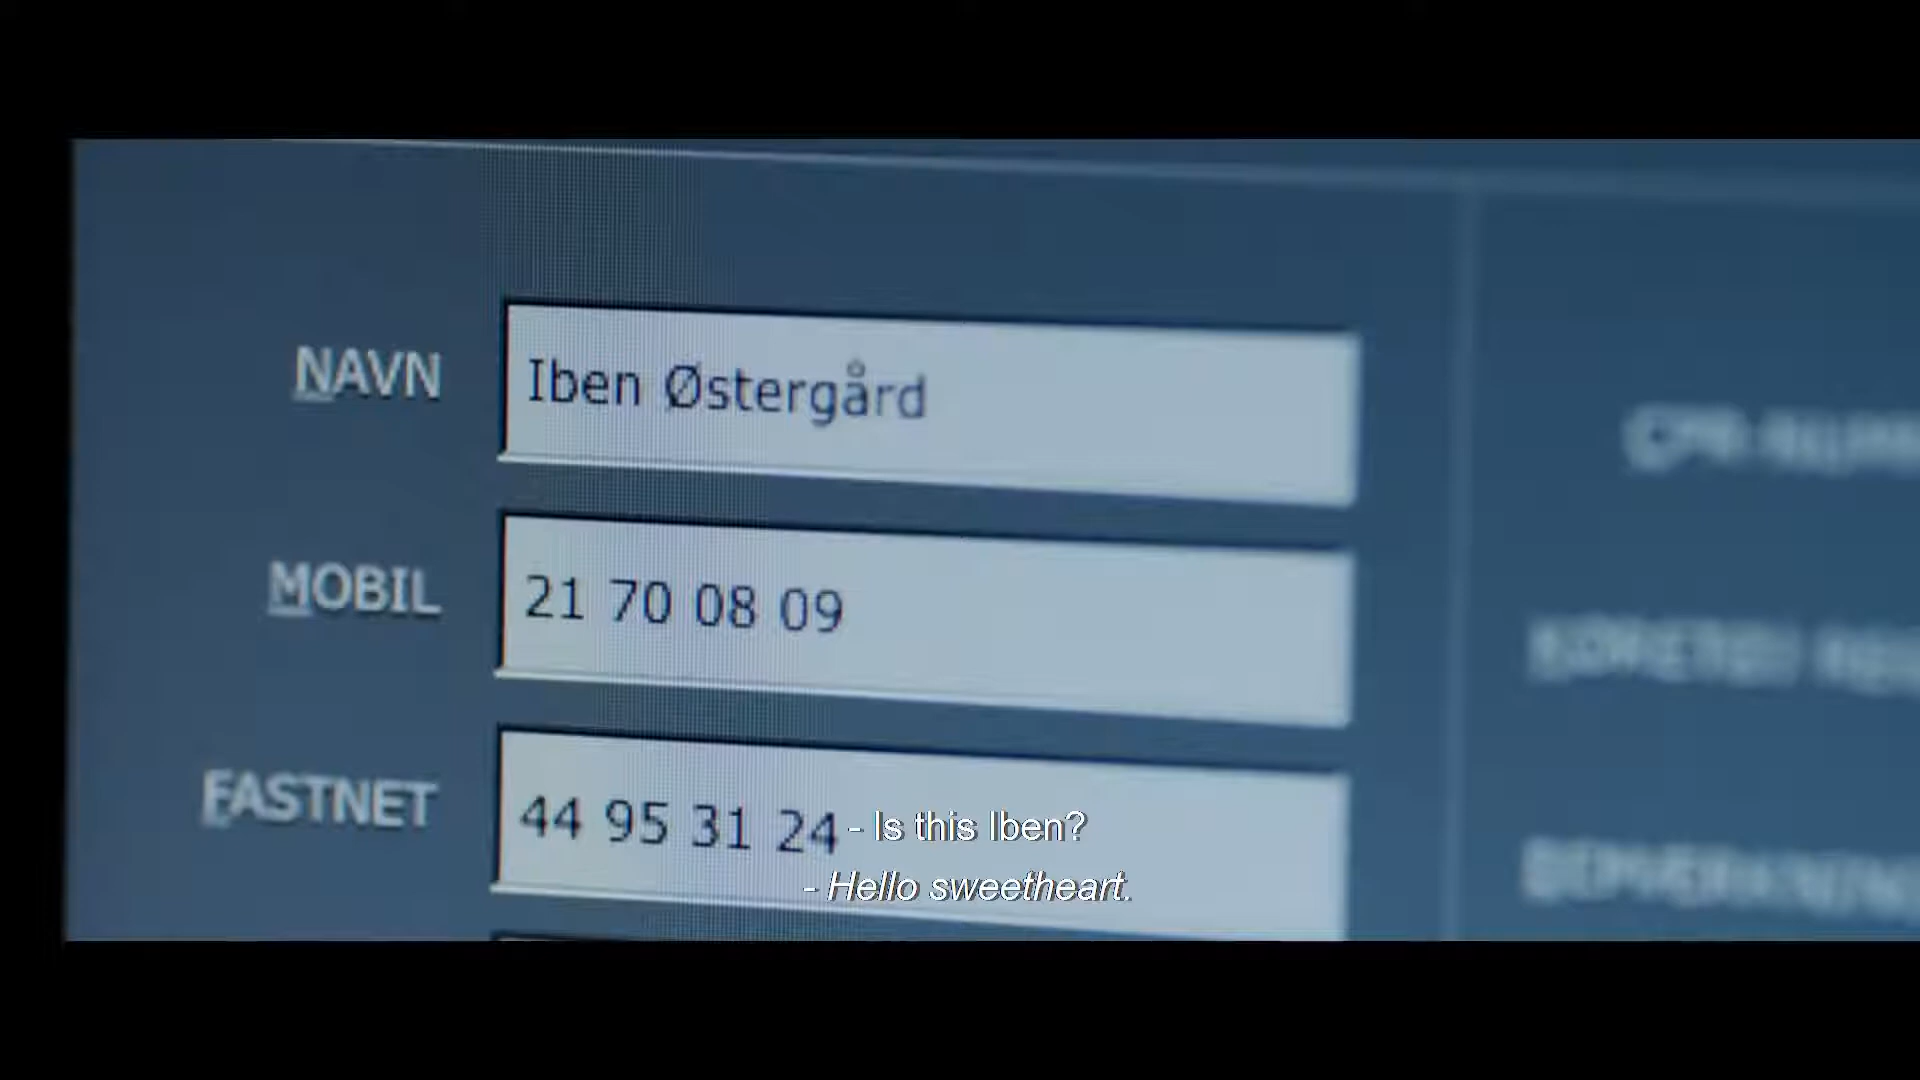 NAVN
Iben Østergård
MOBIL
21 70 08 09
FASTNET
44 95 31 24
- Is this Iben?
- Hello sweetheart.